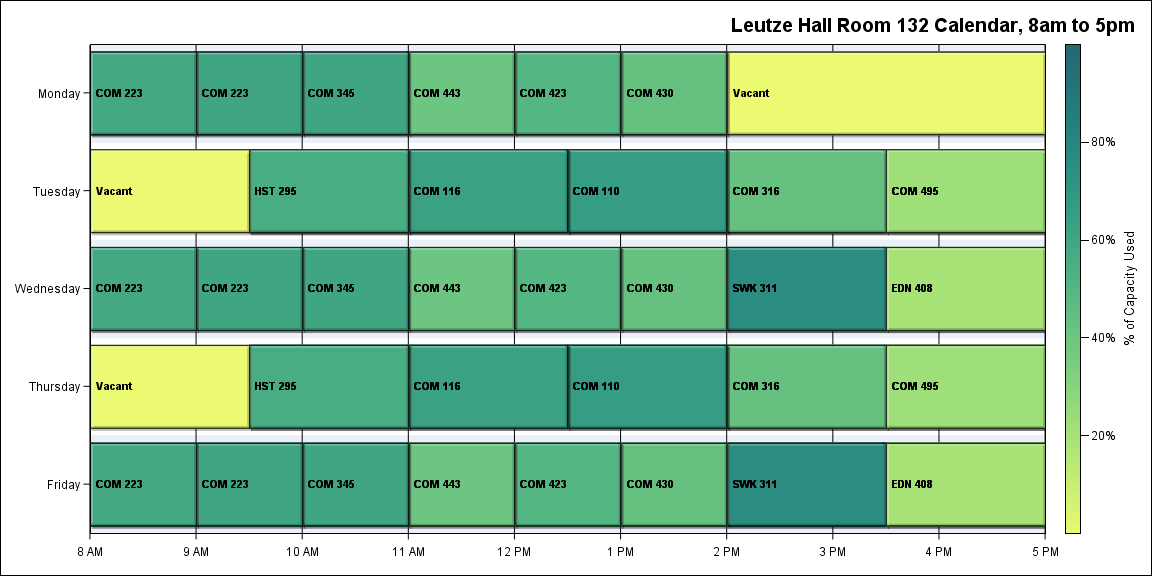 Leutze Hall Room 132 Calendar, 8am to 5pm
Monday
COM 223
COM 223
COM 345
COM 443
COM 423
COM 430
Vacant
Tuesday
Vacant
HST 295
COM 116
COM 110
COM 316
COM 495
Wednesday
COM 223
COM 223
COM 345
COM 443
COM 423
COM 430
SWK 311
EDN 408
Thursday
Vacant
HST 295
COM 116
COM 110
COM 316
COM 495
Friday
COM 223
COM 223
COM 345
COM 443
COM 423
COM 430
SWK 311
EDN 408
8 AM
9 AM
10 AM
11 AM
12 PM
1 PM
2 PM
3 PM
4 PM
5 PM
80%
60%
40%
20%
% of Capacity Used